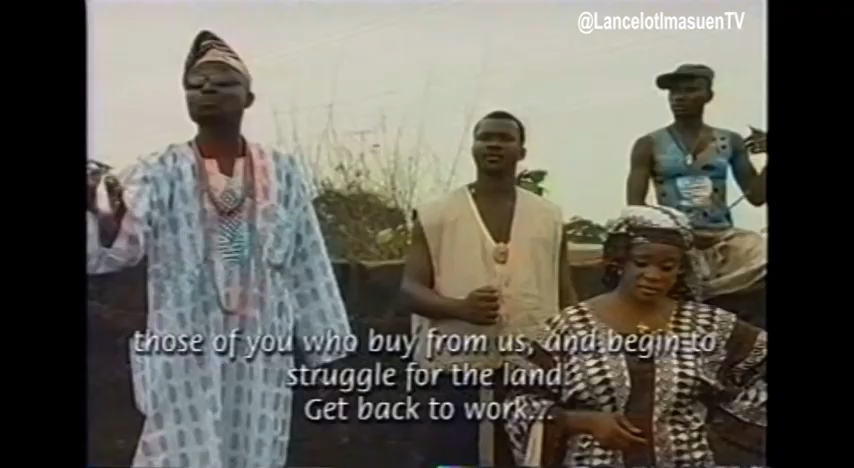 @LancelotImasuenTV
those of you who buy from us, and begin to
struggle for the land.
Get back to work...